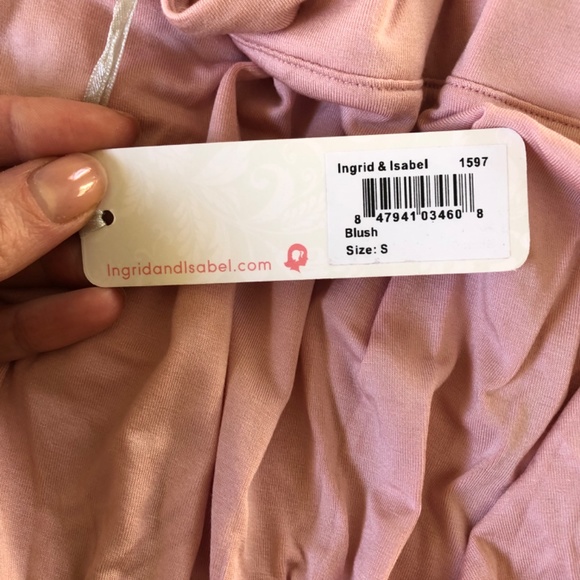 Ingrid & Isabel 1597
8 47941 03460 8
Blush
Size: S
IngridandIsabel.com